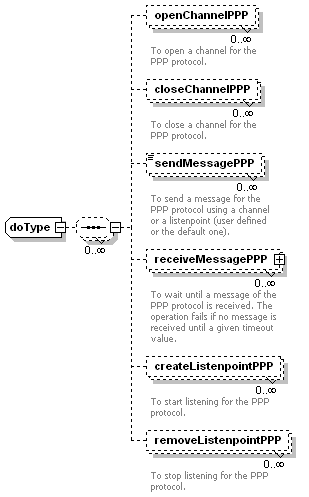 openChannelPPP
0..∞
To open a channel for the
PPP protocol.
closeChannelPPP
0..∞
To close a channel for the
PPP protocol.
sendMessagePPP
0..∞
To send a message for the
PPP protocol using a channel
or a listenpoint (user defined
or the default one).
doType
0..∞
receiveMessagePPP
0..∞
To wait until a message of the
PPP protocol is received. The
operation fails if no message is
received until a given timeout
value.
createListenpointPPP
0..∞
To start listening for the PPP
protocol.
removeListenpointPPP
0..∞
To stop listening for the PPP
protocol.